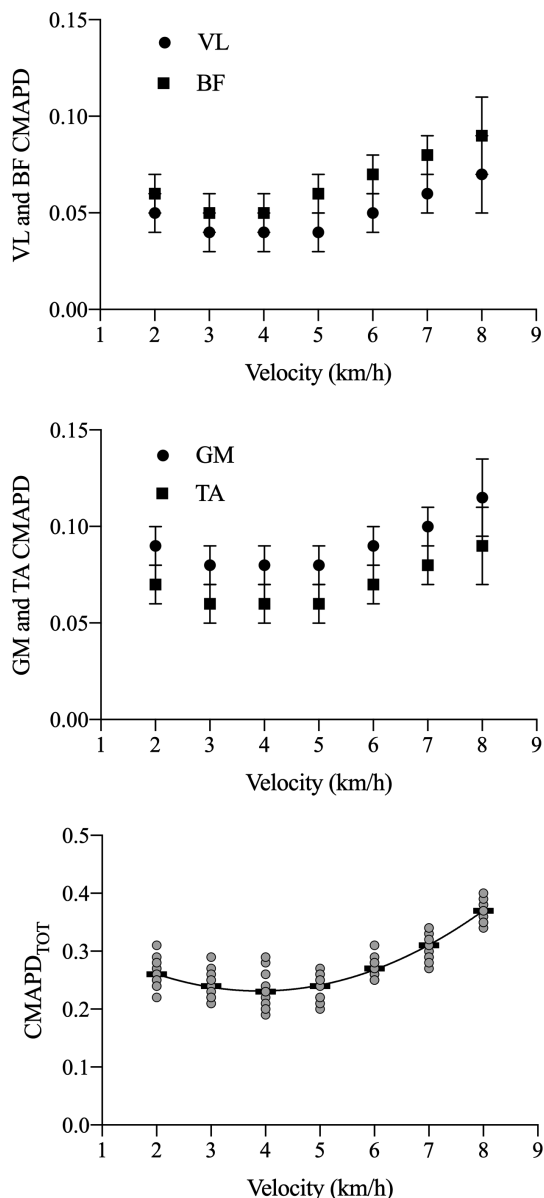 0.15
VL
BF
0.10
0.05
0.00
VL and BF CMAPD
1 2 3 4 5 6 7 8 9
Velocity (km/h)
0.15
GM
TA
0.10
0.05
0.00
GM and TA CMAPD
1 2 3 4 5 6 7 8 9
Velocity (km/h)
0.5
0.4
0.3
0.2
0.1
0.0
CMAPD_TOT
1 2 3 4 5 6 7 8 9
Velocity (km/h)